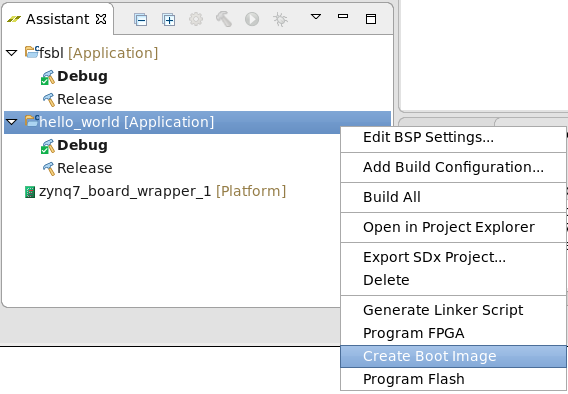 Assistant
fsbl [Application]
Debug
Release
hello_world [Application]
Debug
Release
zynq7_board_wrapper_1 [Platform]
Edit BSP Settings...
Add Build Configuration...
Build All
Open in Project Explorer
Export SDx Project...
Delete
Generate Linker Script
Program FPGA
Create Boot Image
Program Flash